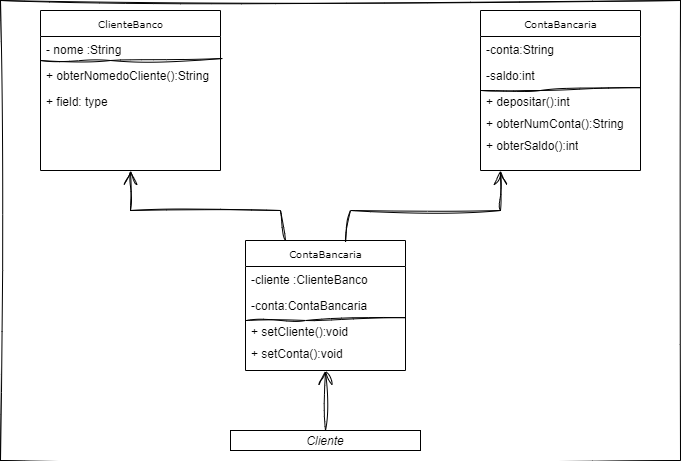 ClienteBanco
- nome :String
+ obterNomedoCliente():String
+ field: type
ContaBancaria
-conta:String
-saldo:int
+ depositar():int
+ obterNumConta():String
+ obterSaldo():int
ContaBancaria
-cliente :ClienteBanco
-conta:ContaBancaria
+ setCliente():void
+ setConta():void
Cliente